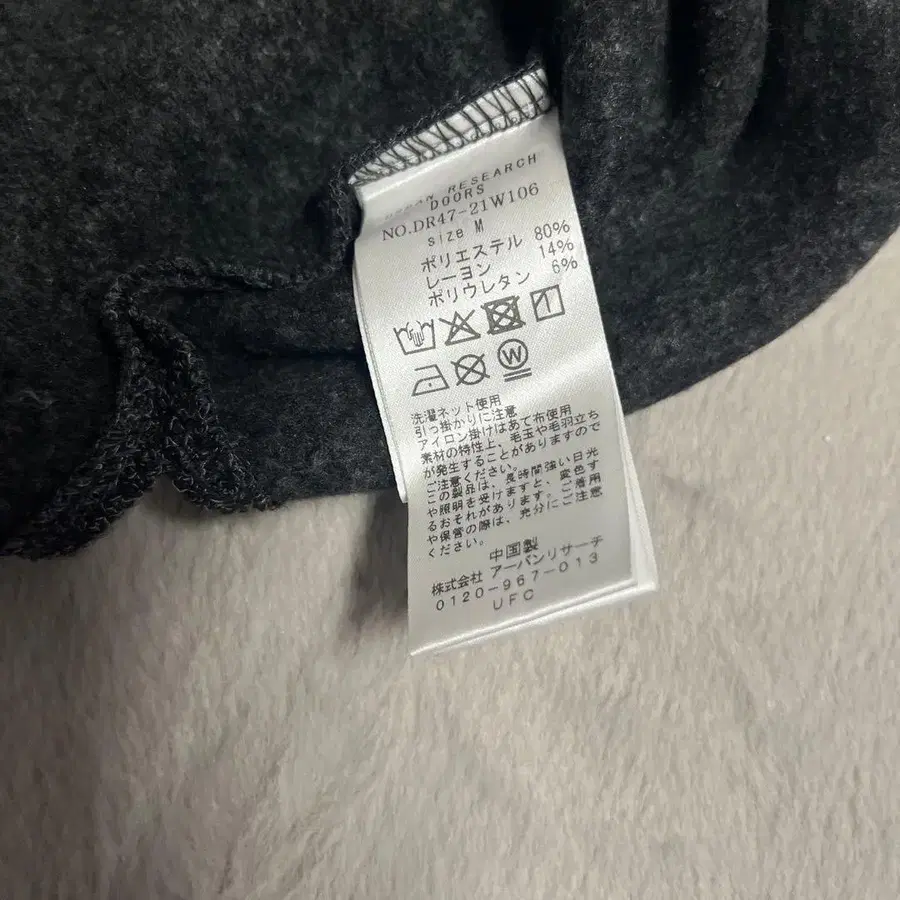 URBAN RESEARCH
DOORS
NO.DR47-21W106
size M
ポリエステル 80%
レーヨン 14%
ポリウレタン 6%
W
洗濯ネット使用
引っ掛かりに注意
アイロン掛けはあて布使用
素材の特性上、毛玉や毛羽立ち
が発生することがありますので
ご注意ください。
この製品は、長時間強い日光
や照明を受けますと、変色す
るおそれがあります。ご着用
や保管の際は、充分にご注意
ください。
中国製
株式会社 アーバンリサーチ
0120-967-013
UFC